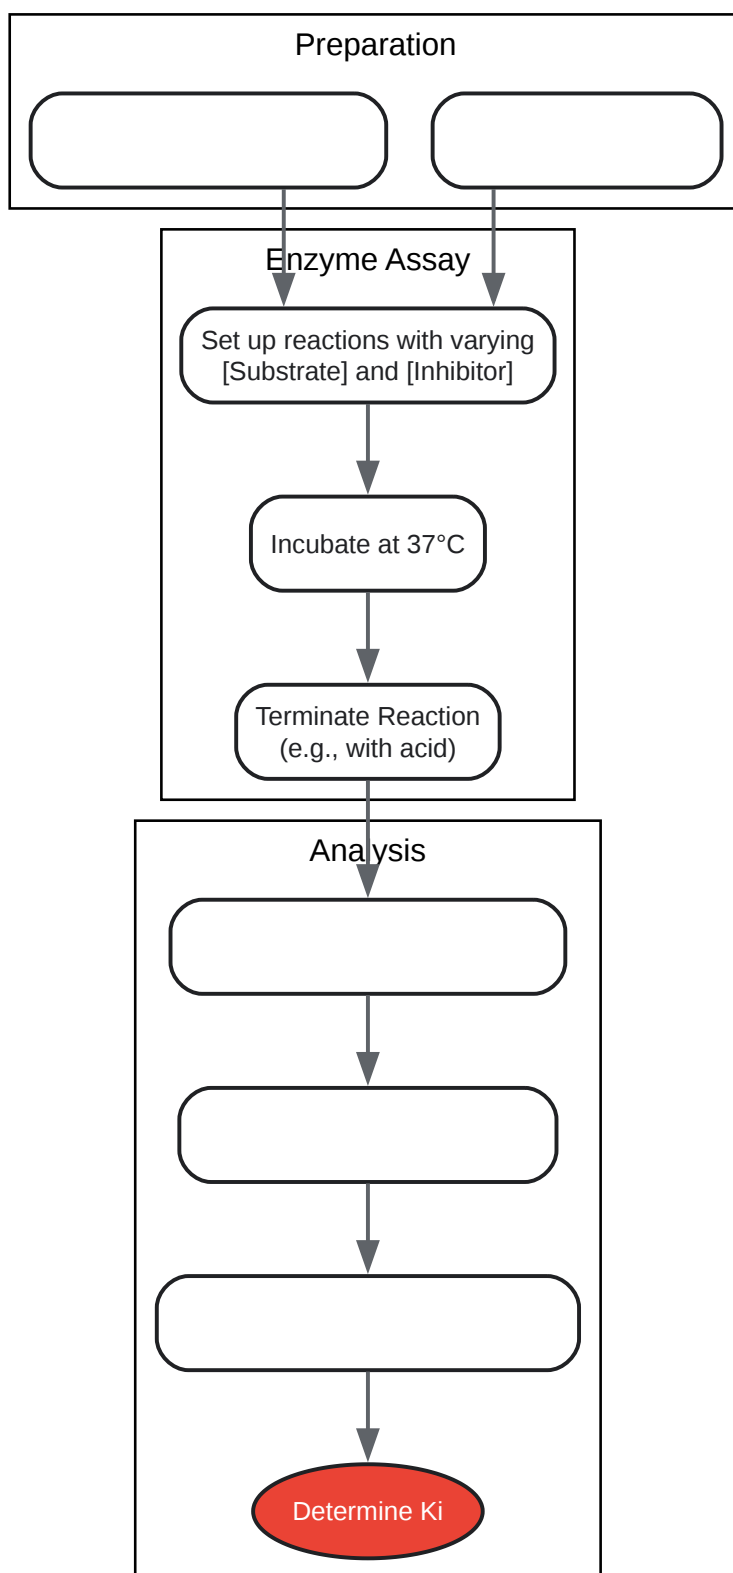 Preparation
Enzyme Assay
Set up reactions with varying
[Substrate] and [Inhibitor]
Incubate at 37°C
Terminate Reaction
(e.g., with acid)
Analysis
Determine Ki